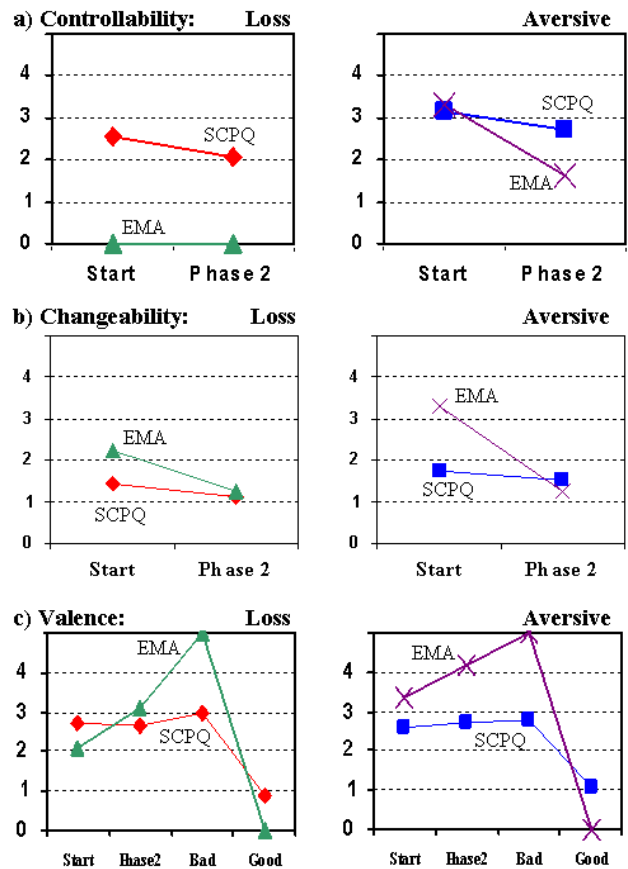 a) Controllability: Loss Aversive
5 5
4 4
3 SCPQ 3 SCPQ
2 2
1 EMA 1 EMA
0 0
Start Phase 2 Start Phase 2
b) Changeability: Loss Aversive
4 4
3 EMA 3 EMA
2 2
1 SCPQ 1 SCPQ
0 0
Start Phase 2 Start Phase 2
c) Valence: Loss Aversive
EMA EMA
4 4
3 3
2 SCPQ 2 SCPQ
1 1
0 0
Start Phase2 Bad Good Start Phase2 Bad Good